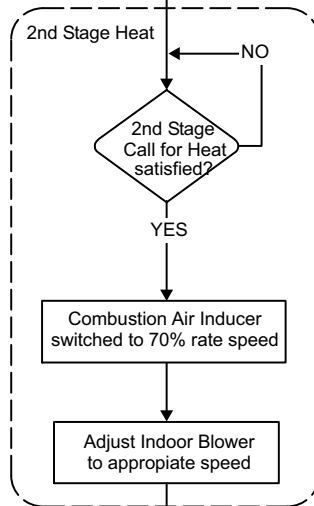 2nd Stage Heat
NO
2nd Stage
Call for Heat
satisfied?
YES
Combustion Air Inducer
switched to 70% rate speed
Adjust Indoor Blower
to appropiate speed